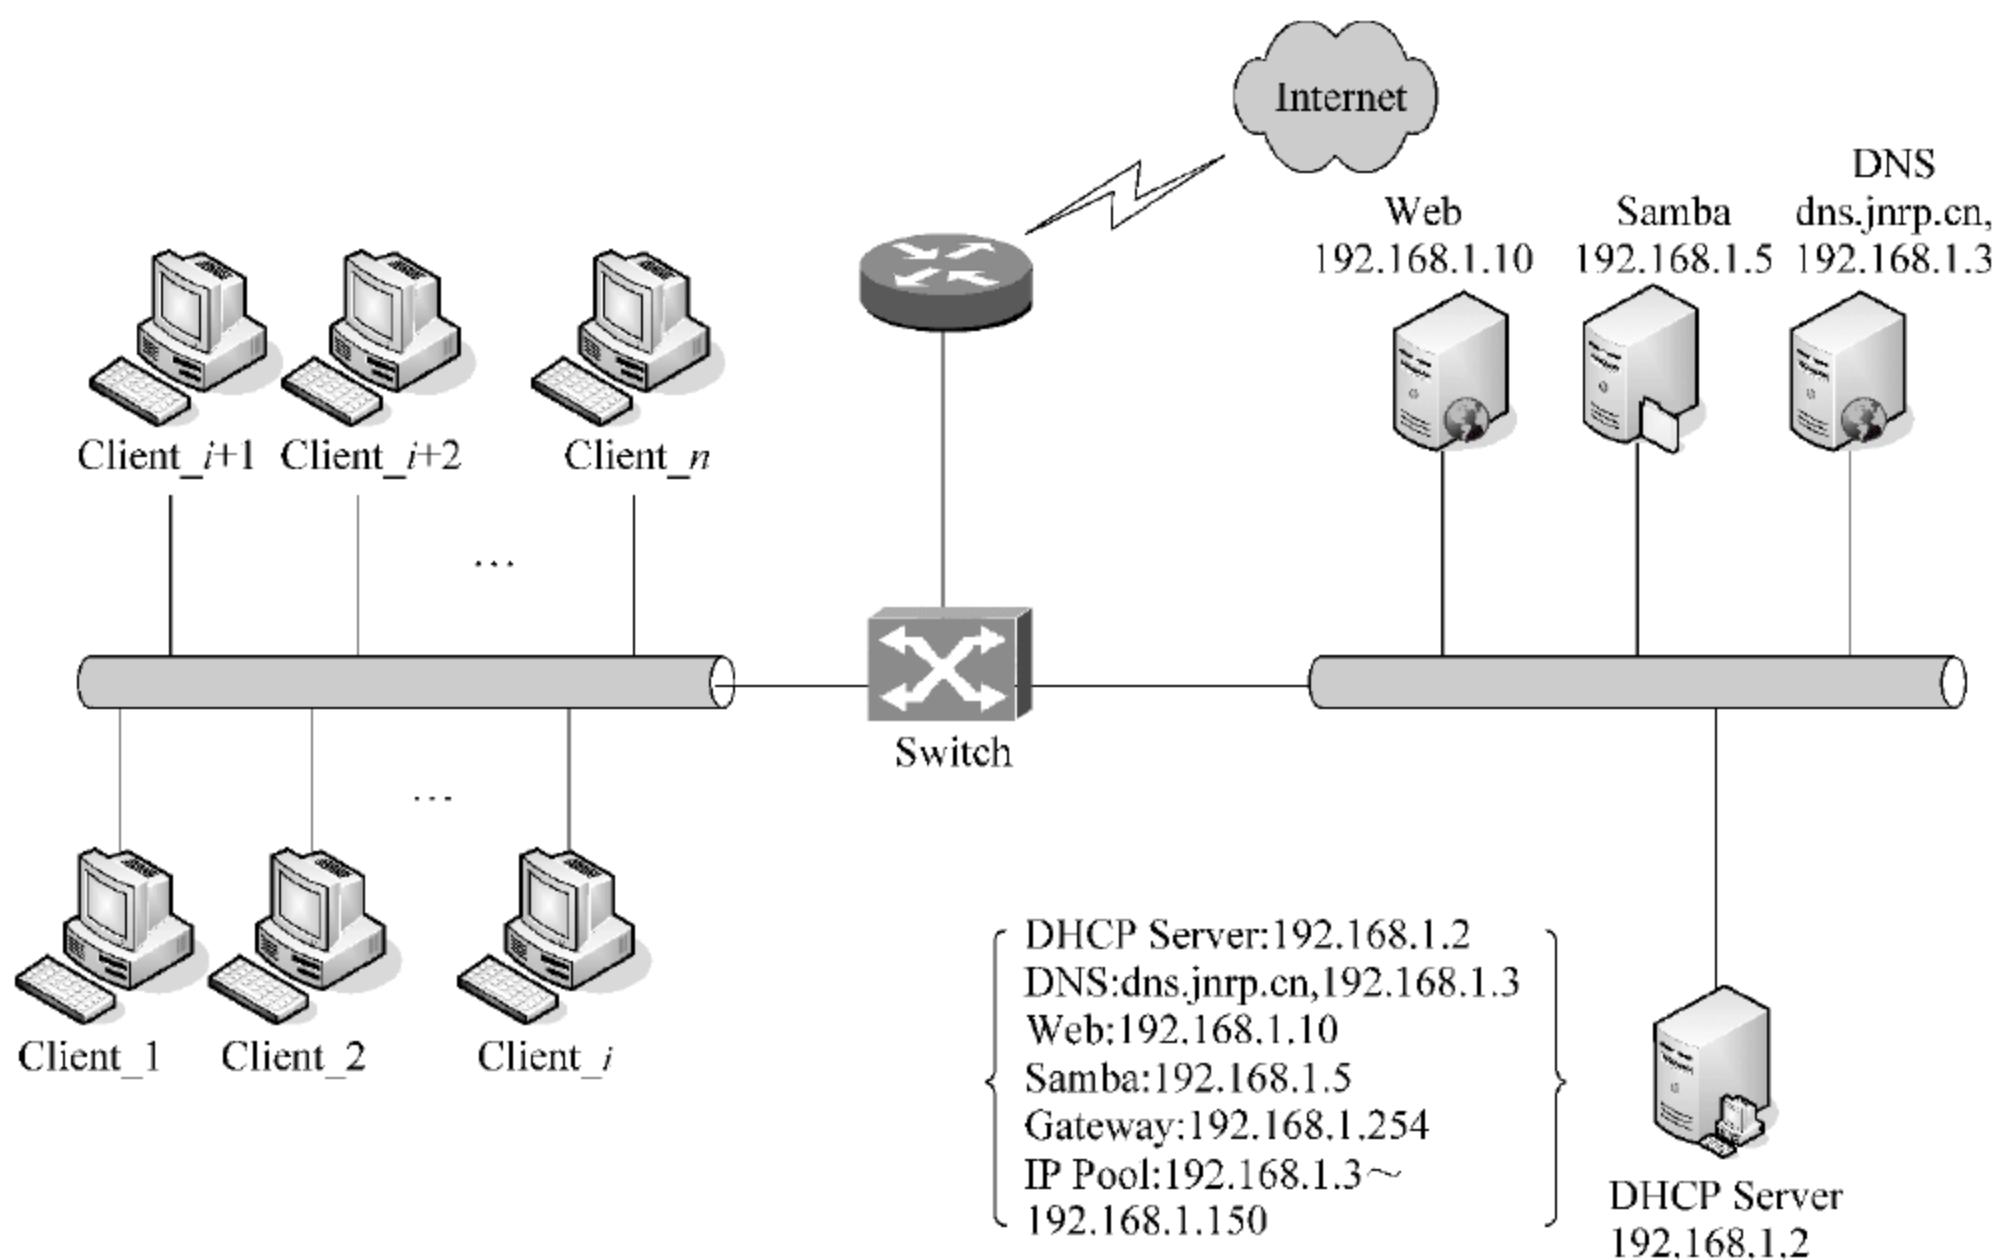 Internet
DNS
Web
Samba
dns.jnrp.cn,
192.168.1.10
192.168.1.5
192.168.1.3
Client_i+1
Client_i+2
Client_n
...
Switch
...
Client_1
Client_2
Client_i
DHCP Server:192.168.1.2
DNS:dns.jnrp.cn,192.168.1.3
Web:192.168.1.10
Samba:192.168.1.5
Gateway:192.168.1.254
IP Pool:192.168.1.3～
192.168.1.150
DHCP Server
192.168.1.2